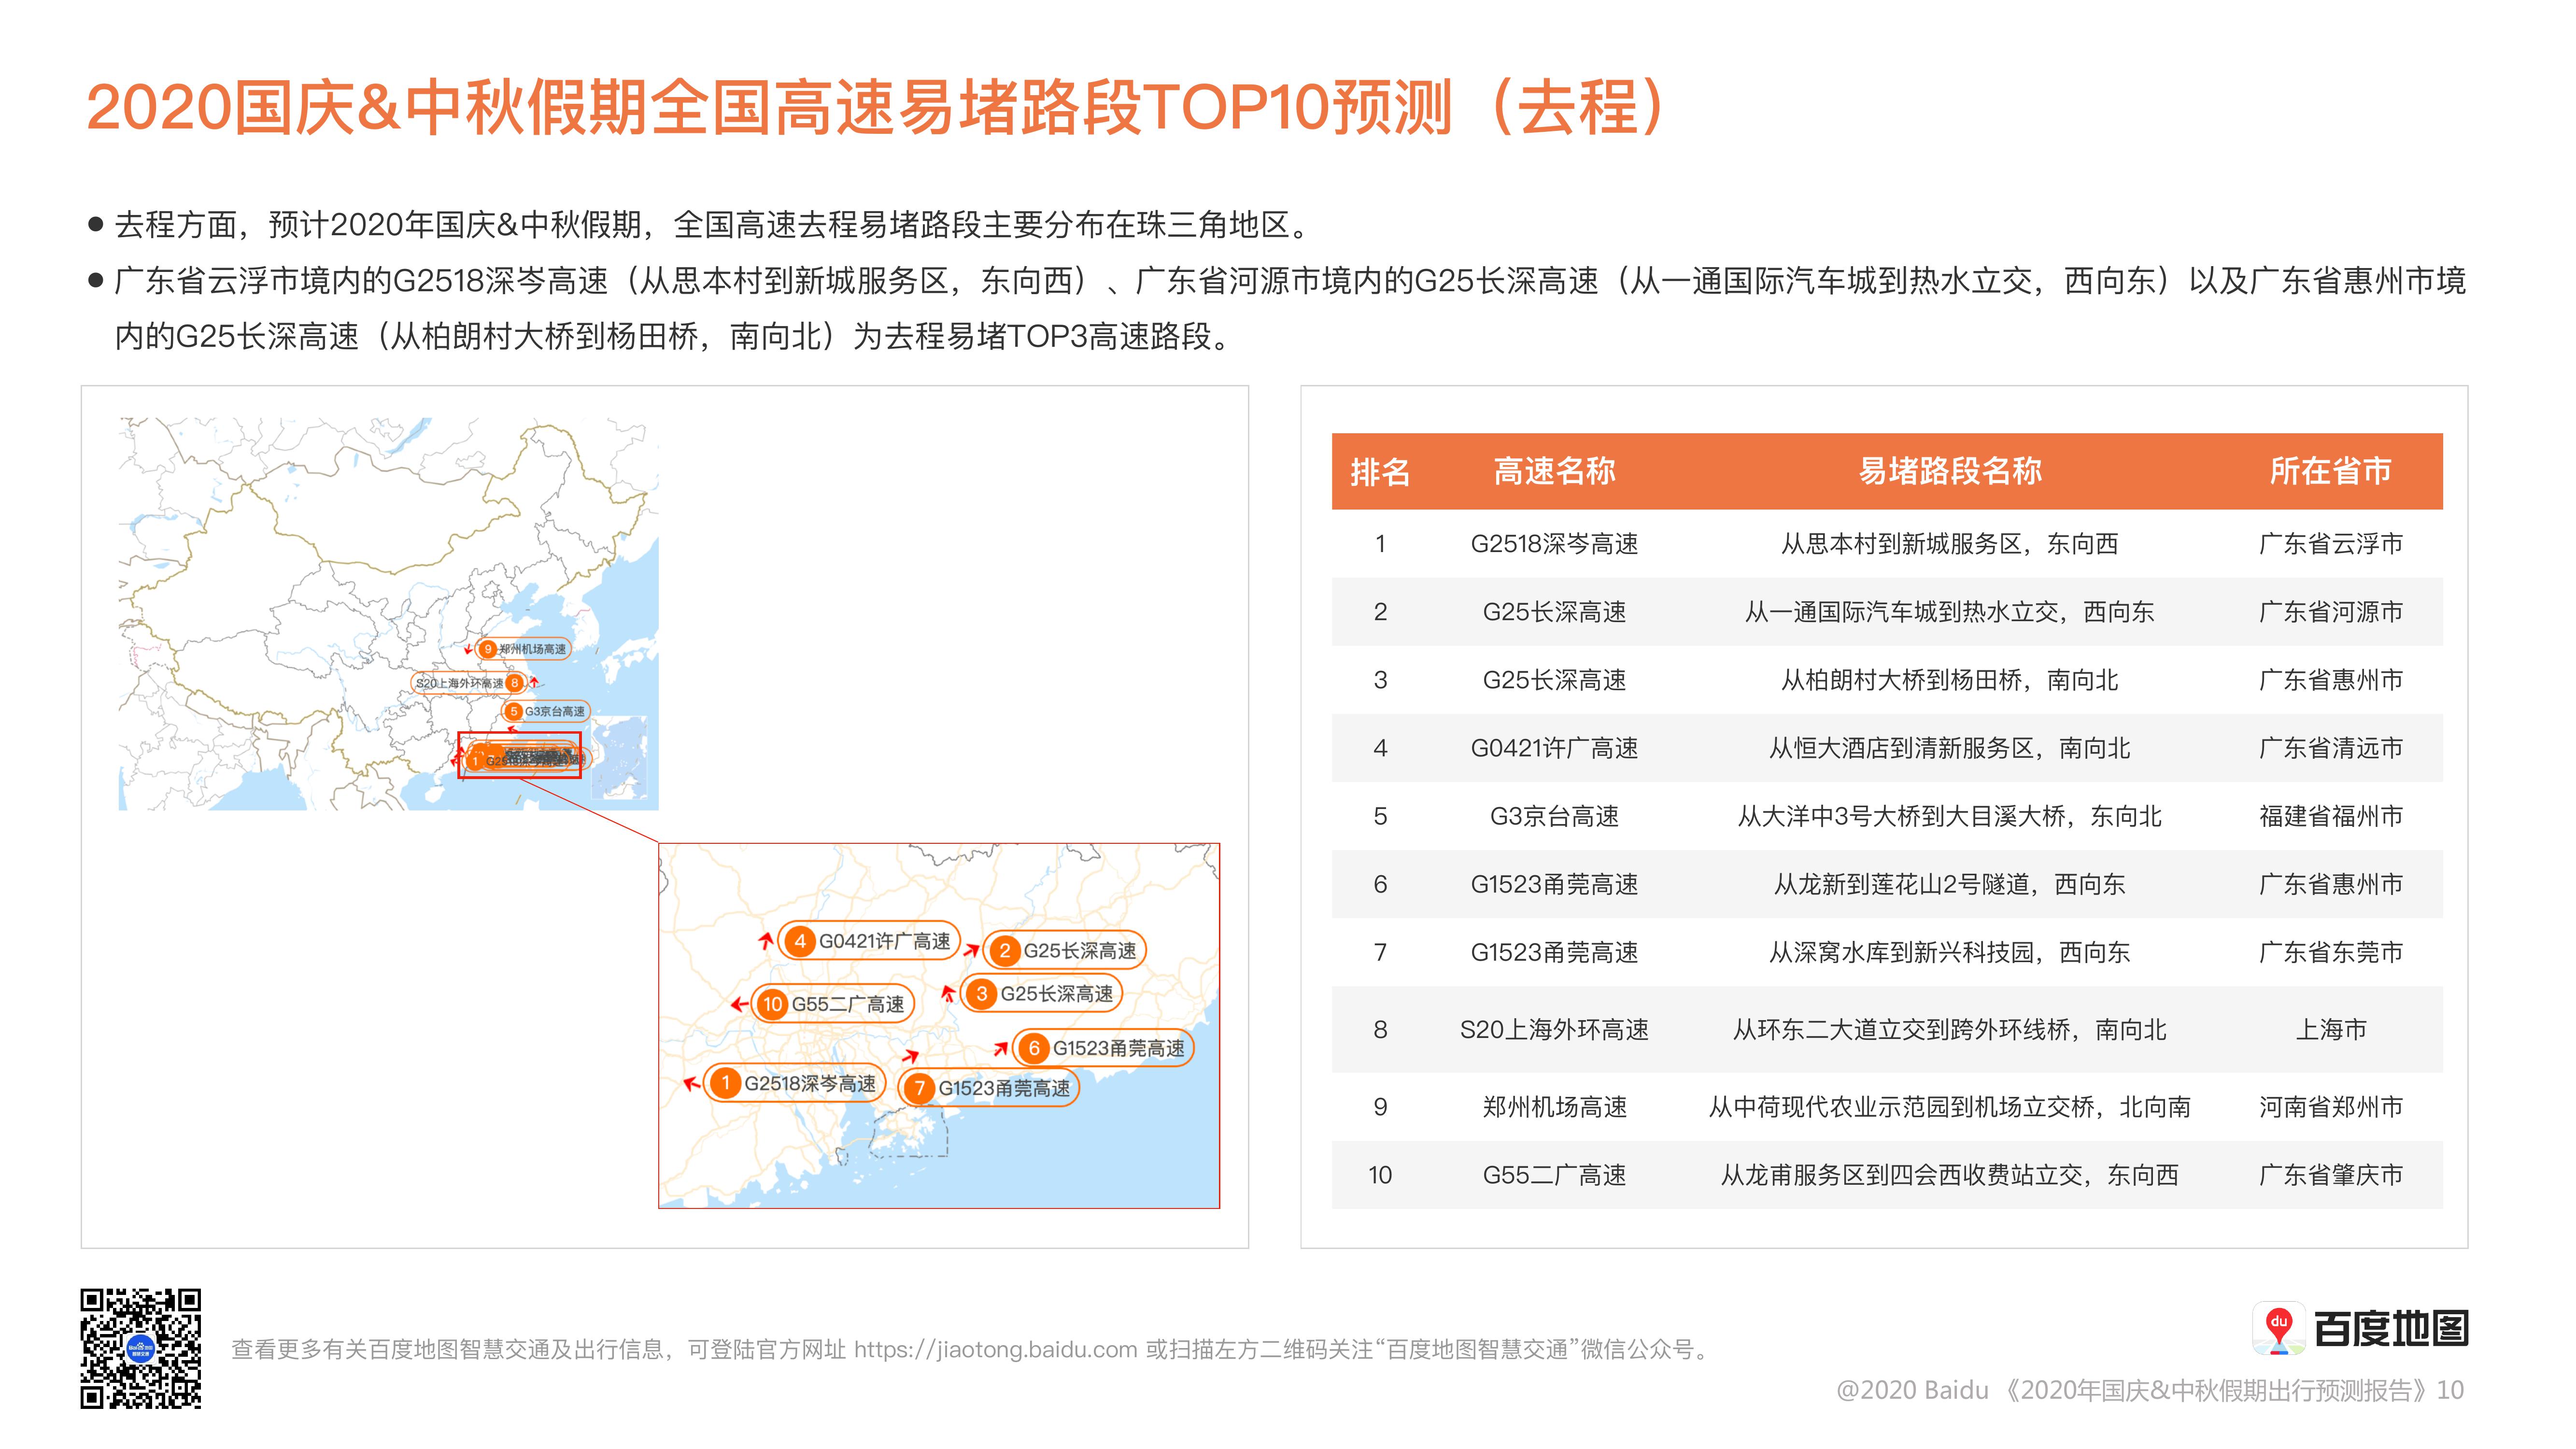 2020国庆&中秋假期全国高速易堵路段TOP10预测（去程）
● 去程方面，预计2020年国庆&中秋假期，全国高速去程易堵路段主要分布在珠三角地区。
● 广东省云浮市境内的G2518深岑高速（从思本村到新城服务区，东向西）、广东省河源市境内的G25长深高速（从一通国际汽车城到热水立交，西向东）以及广东省惠州市境
内的G25长深高速（从柏朗村大桥到杨田桥，南向北）为去程易堵TOP3高速路段。
9 郑州机场高速
S20上海外环高速 8
5 G3京台高速
1
4 G0421许广高速
2 G25长深高速
3 G25长深高速
10 G55二广高速
6 G1523甬莞高速
1 G2518深岑高速
7 G1523甬莞高速
排名 高速名称 易堵路段名称 所在省市
1 G2518深岑高速 从思本村到新城服务区，东向西 广东省云浮市
2 G25长深高速 从一通国际汽车城到热水立交，西向东 广东省河源市
3 G25长深高速 从柏朗村大桥到杨田桥，南向北 广东省惠州市
4 G0421许广高速 从恒大酒店到清新服务区，南向北 广东省清远市
5 G3京台高速 从大洋中3号大桥到大目溪大桥，东向北 福建省福州市
6 G1523甬莞高速 从龙新到莲花山2号隧道，西向东 广东省惠州市
7 G1523甬莞高速 从深窝水库到新兴科技园，西向东 广东省东莞市
8 S20上海外环高速 从环东二大道立交到跨外环线桥，南向北 上海市
9 郑州机场高速 从中荷现代农业示范园到机场立交桥，北向南 河南省郑州市
10 G55二广高速 从龙甫服务区到四会西收费站立交，东向西 广东省肇庆市
查看更多有关百度地图智慧交通及出行信息，可登陆官方网址 https://jiaotong.baidu.com 或扫描左方二维码关注“百度地图智慧交通”微信公众号。
du 百度地图
@2020 Baidu 《2020年国庆&中秋假期出行预测报告》10